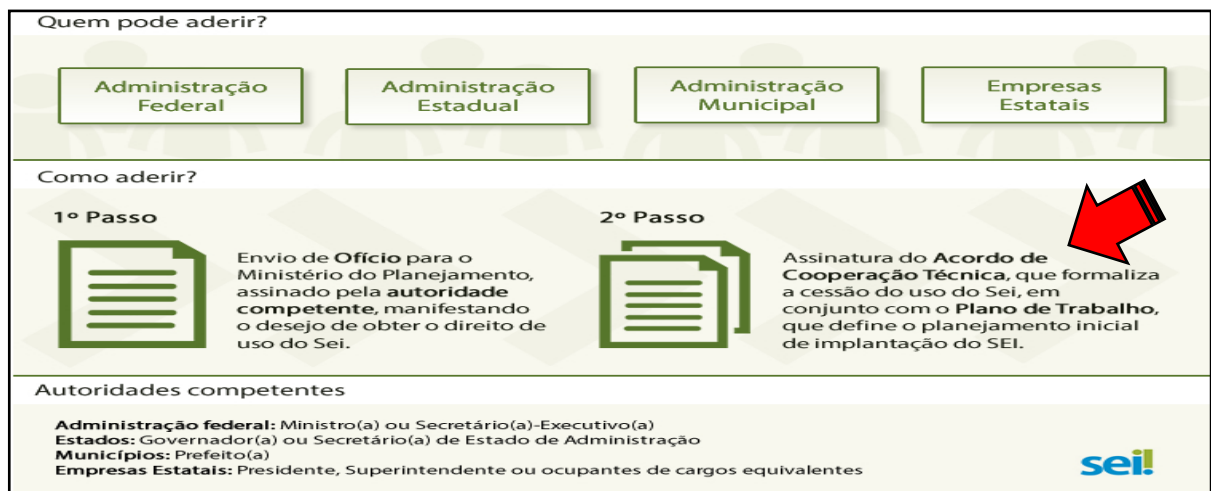 Quem pode aderir?
Administração
Federal
Administração
Estadual
Administração
Municipal
Empresas
Estatais
Como aderir?
1º Passo
Envio de Ofício para o
Ministério do Planejamento,
assinado pela autoridade
competente, manifestando
o desejo de obter o direito de
uso do Sei.
2º Passo
Assinatura do Acordo de
Cooperação Técnica, que formaliza
a cessão do uso do Sei, em
conjunto com o Plano de Trabalho,
que define o planejamento inicial
de implantação do SEI.
Autoridades competentes
Administração federal: Ministro(a) ou Secretário(a)-Executivo(a)
Estados: Governador(a) ou Secretário(a) de Estado de Administração
Municípios: Prefeito(a)
Empresas Estatais: Presidente, Superintendente ou ocupantes de cargos equivalentes
sei!